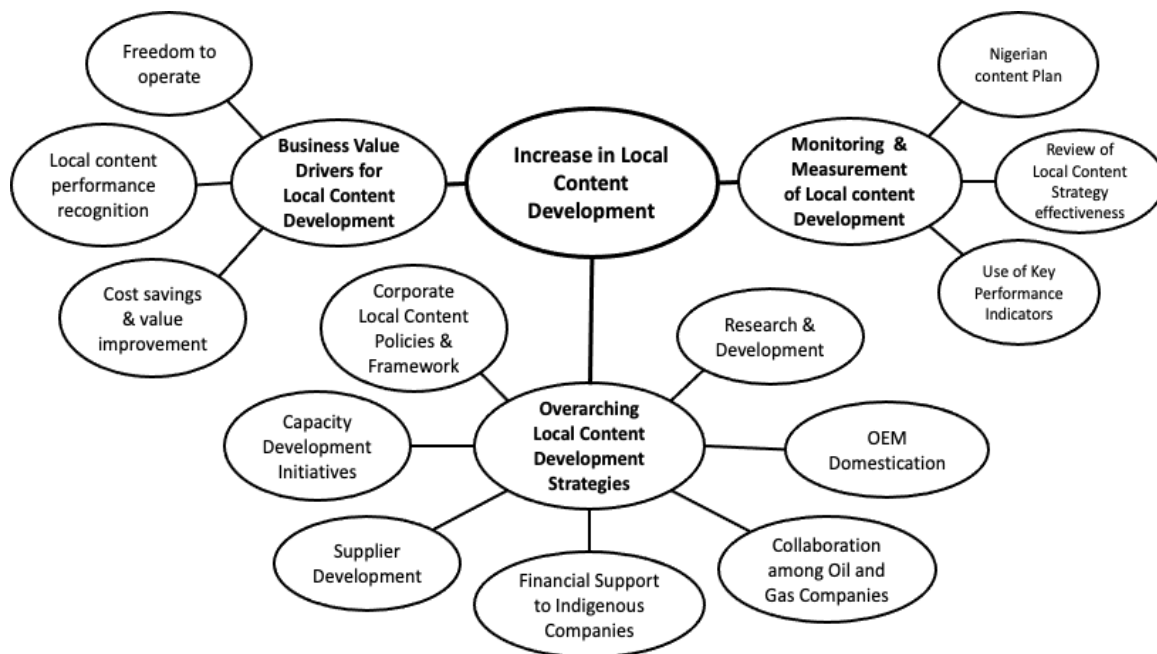 Freedom to
operate
Local content
performance
recognition
Cost savings
& value
improvement
Business Value
Drivers for
Local Content
Development
Increase in Local
Content
Development
Monitoring &
Measurement
of Local content
Development
Nigerian
content Plan
Review of
Local Content
Strategy
effectiveness
Use of Key
Performance
Indicators
Corporate
Local Content
Policies &
Framework
Research &
Development
Capacity
Development
Initiatives
Overarching
Local Content
Development
Strategies
OEM
Domestication
Supplier
Development
Financial Support
to Indigenous
Companies
Collaboration
among Oil and
Gas Companies